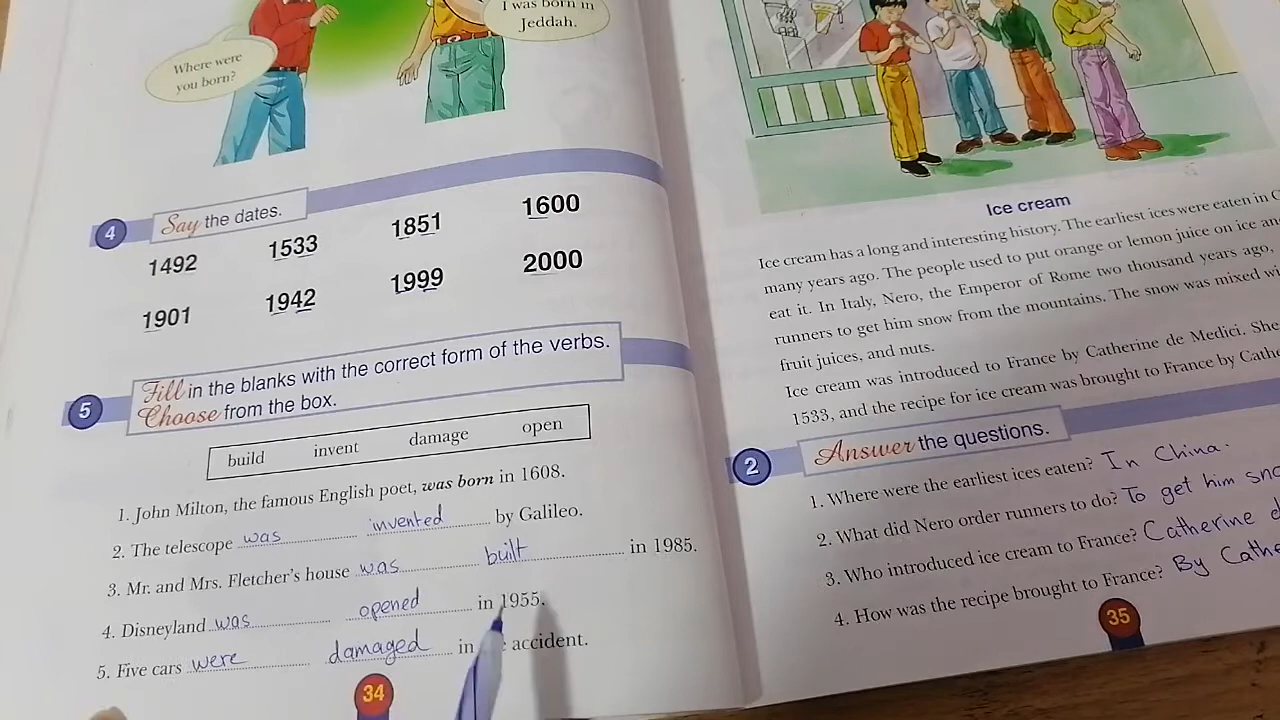 Where were
you born?
I was born in
Jeddah.
4 Say the dates.
1492 1533 1851 1600
1901 1942 1999 2000
5 Fill in the blanks with the correct form of the verbs.
Choose from the box.
build invent damage open
1. John Milton, the famous English poet, was born in 1608.
2. The telescope was invented by Galileo.
3. Mr. and Mrs. Fletcher's house was built in 1985.
4. Disneyland was opened in 1955.
5. Five cars were damaged in accident.
34
Ice cream
Ice cream has a long and interesting history. The earliest ices were eaten in
many years ago. The people used to put orange or lemon juice on ice
eat it. In Italy, Nero, the Emperor of Rome two thousand years ago,
runners to get him snow from the mountains. The snow was mixed
fruit juices, and nuts.
Ice cream was introduced to France by Catherine de Medici. She
1533, and the recipe for ice cream was brought to France by
2 Answer the questions.
1. Where were the earliest ices eaten? In China.
2. What did Nero order runners to do? To get him
3. Who introduced ice cream to France? Catherine
4. How was the recipe brought to France? By
35